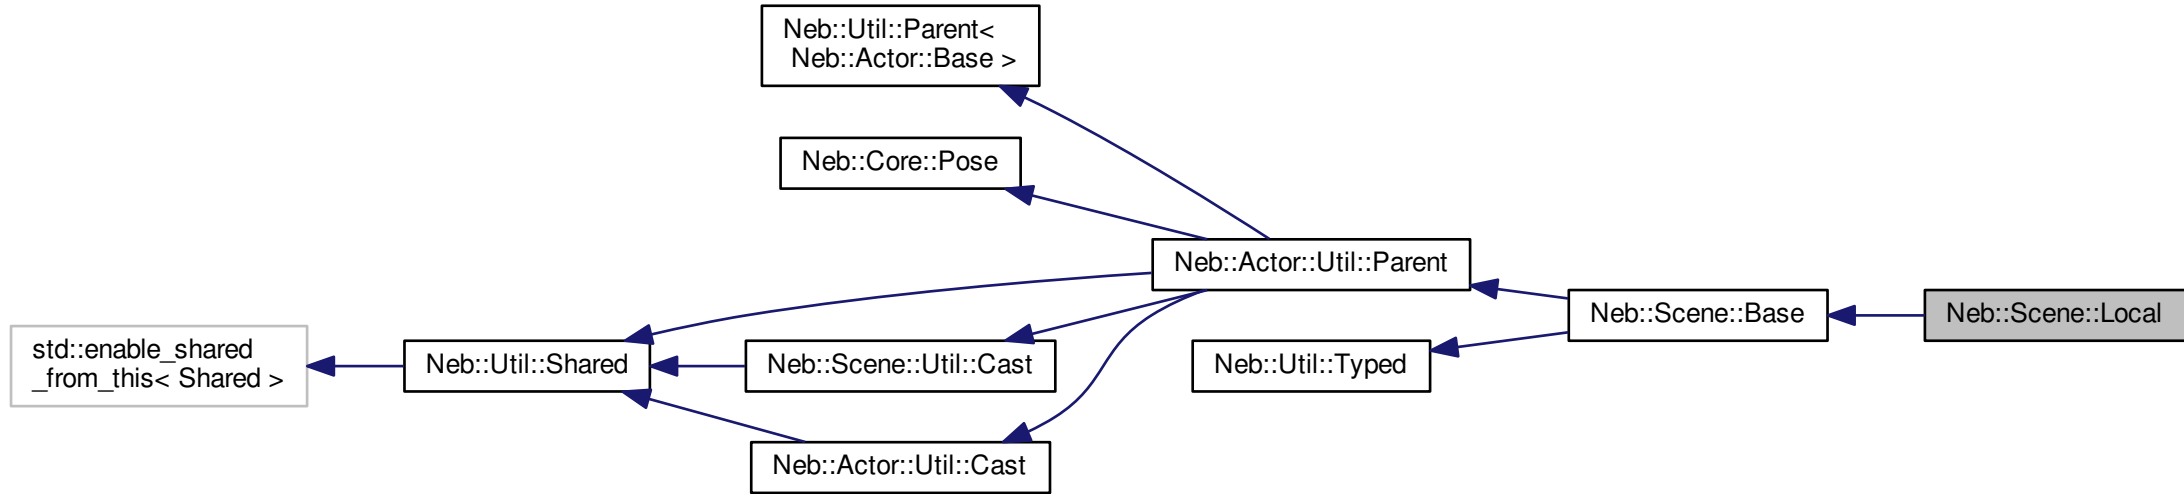 Neb::Util::Parent<
Neb::Actor::Base >
Neb::Core::Pose
Neb::Actor::Util::Parent
Neb::Scene::Base
Neb::Scene::Local
std::enable_shared
_from_this< Shared >
Neb::Util::Shared
Neb::Scene::Util::Cast
Neb::Util::Typed
Neb::Actor::Util::Cast